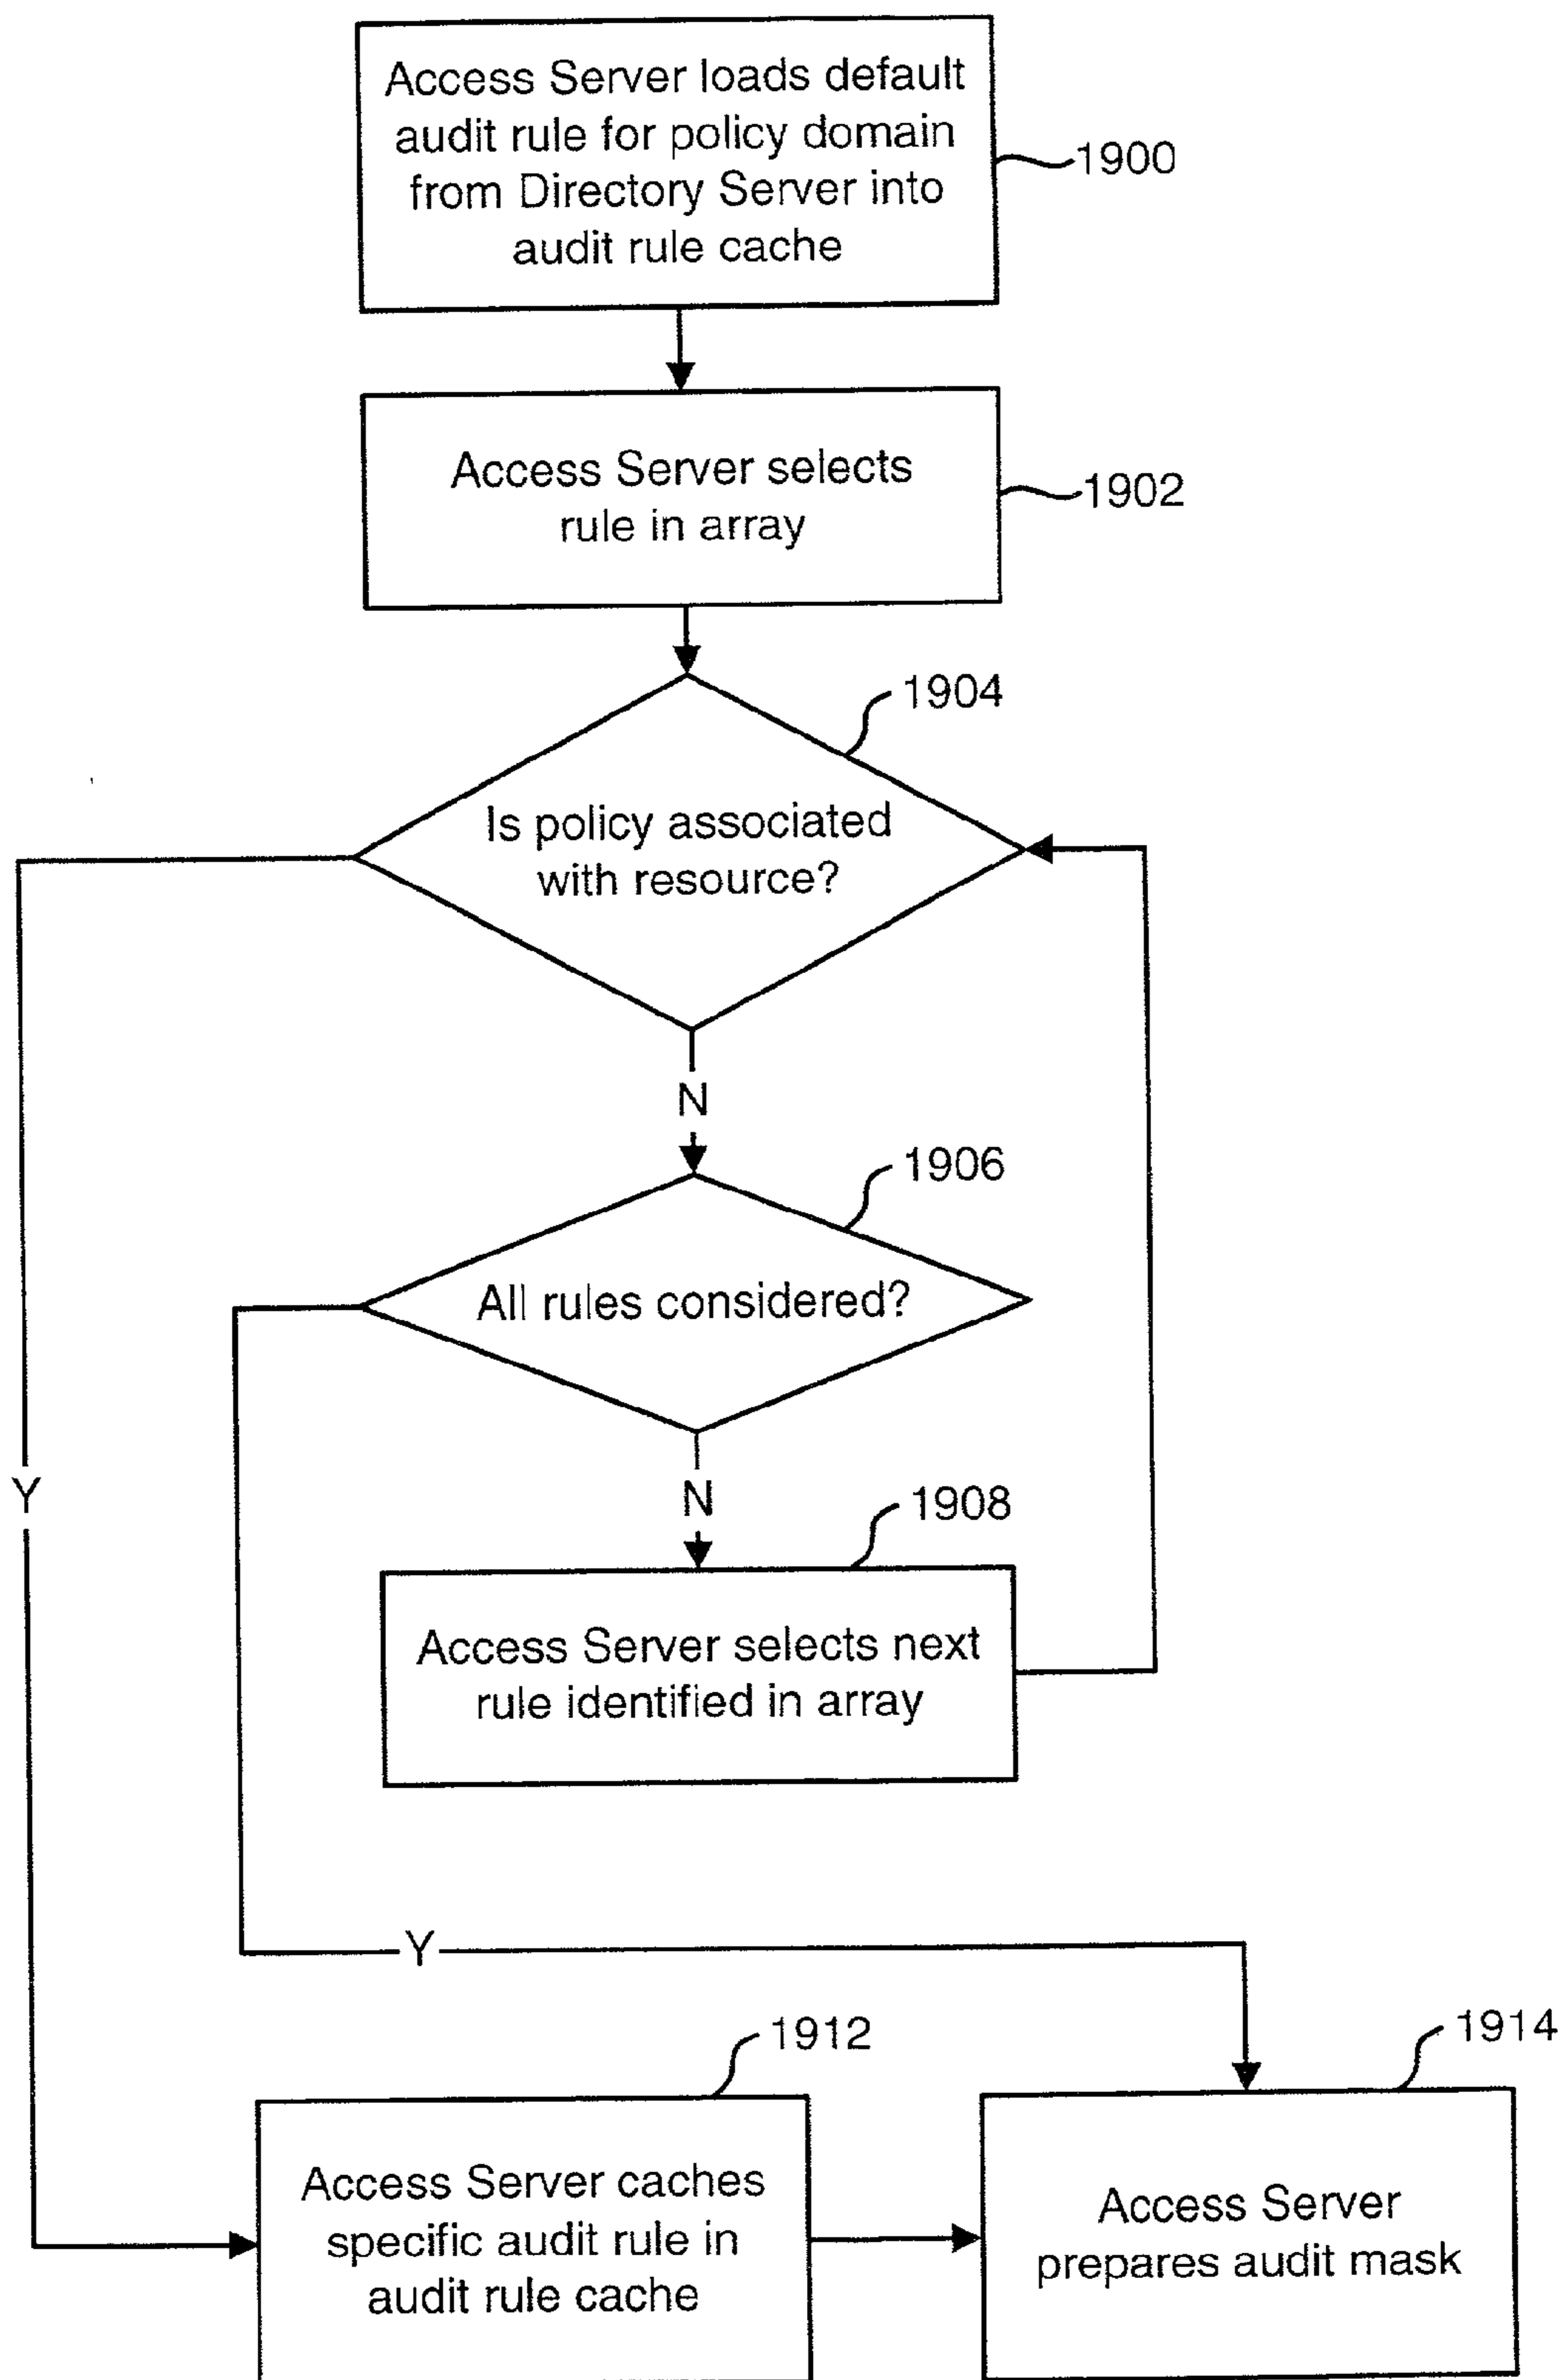 Access Server loads default
audit rule for policy domain
from Directory Server into
audit rule cache
1900
Access Server selects
rule in array
1902
1904
Is policy associated
with resource?
N
1906
All rules considered?
N
Y
1908
Access Server selects next
rule identified in array
Y
1912
1914
Access Server caches
specific audit rule in
audit rule cache
Access Server
prepares audit mask